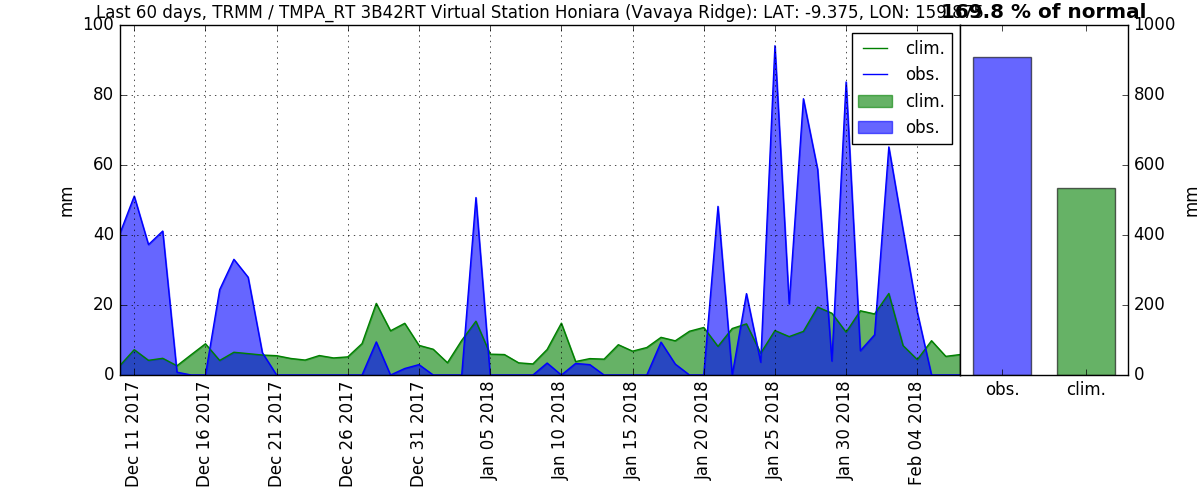 Last 60 days, TRMM / TMPA_RT 3B42RT Virtual Station Honiara (Vavaya Ridge): LAT: -9.375, LON: 159.875
169.8 % of normal
100
80
60
40
20
0
mm
clim.
obs.
clim.
obs.
1000
800
600
400
200
0
mm
Dec 11 2017
Dec 16 2017
Dec 21 2017
Dec 26 2017
Dec 31 2017
Jan 05 2018
Jan 10 2018
Jan 15 2018
Jan 20 2018
Jan 25 2018
Jan 30 2018
Feb 04 2018
obs.
clim.